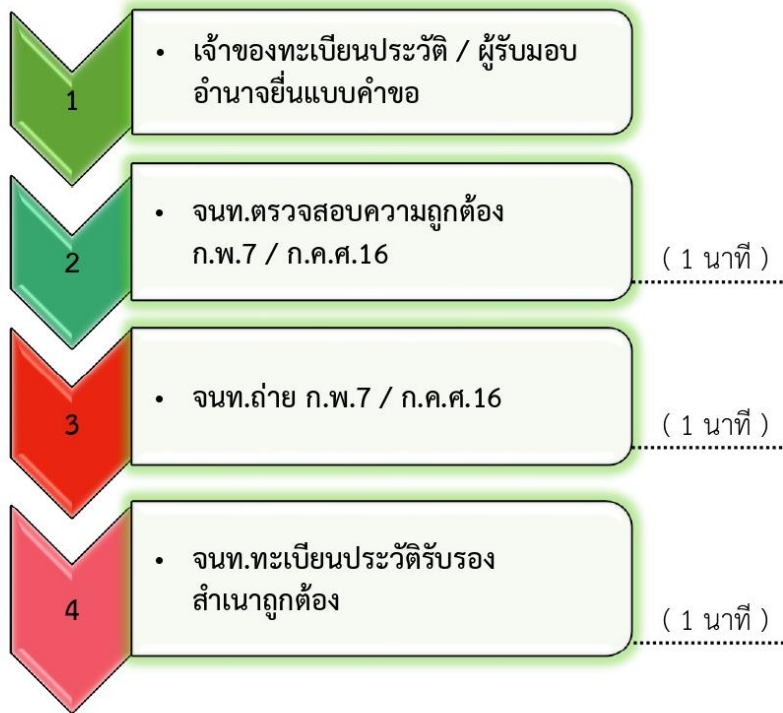 1
• เจ้าของทะเบียนประวัติ / ผู้รับมอบ
อำนาจยื่นแบบคำขอ
2
• จนท.ตรวจสอบความถูกต้อง
ก.พ.7 / ก.ค.ศ.16
( 1 นาที )
3
• จนท.ถ่าย ก.พ.7 / ก.ค.ศ.16
( 1 นาที )
4
• จนท.ทะเบียนประวัติรับรอง
สำเนาถูกต้อง
( 1 นาที )